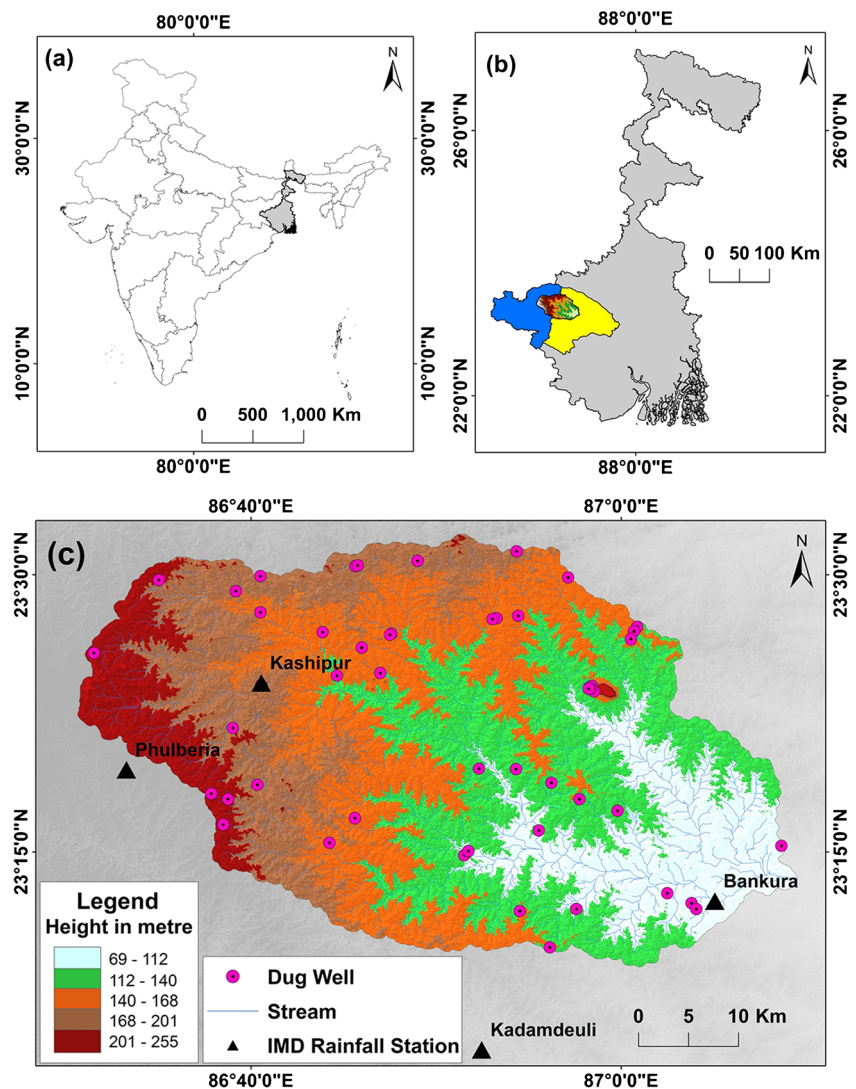 80°0'0"E
88°0'0"E
(a)
N
(b)
N
30°0'0"N
30°0'0"N
26°0'0"N
26°0'0"N
0 50 100 Km
10°0'0"N
10°0'0"N
22°0'0"N
22°0'0"N
0 500 1,000 Km
80°0'0"E
88°0'0"E
86°40'0"E
87°0'0"E
(c)
N
23°30'0"N
23°30'0"N
Kashipur
Phulberia
23°15'0"N
23°15'0"N
Bankura
Legend
Height in metre
69 - 112
112 - 140
140 - 168
168 - 201
201 - 255
Dug Well
Stream
IMD Rainfall Station
Kadamdeuli
0 5 10 Km
86°40'0"E
87°0'0"E